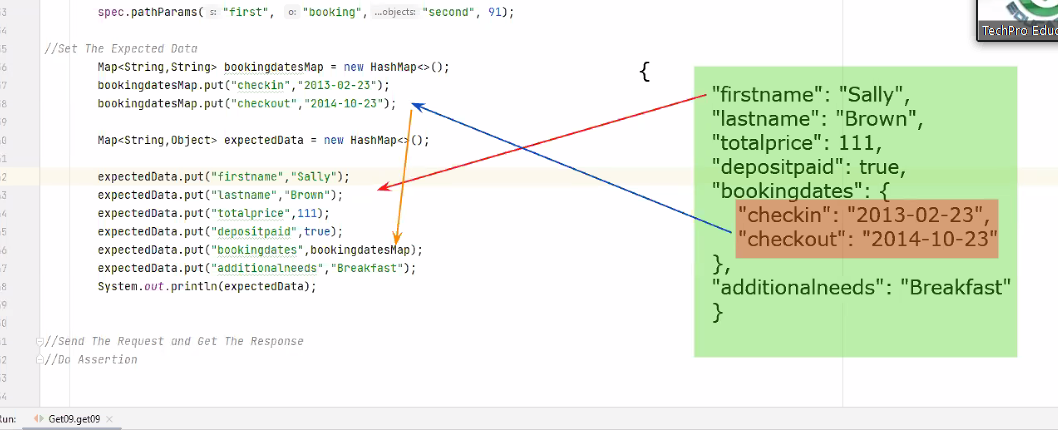 spec.pathParams( s: "first", o: "booking", ...objects: "second", 91);
//Set The Expected Data
Map<String,String> bookingdatesMap = new HashMap<>();
bookingdatesMap.put("checkin","2013-02-23");
bookingdatesMap.put("checkout","2014-10-23");
Map<String,Object> expectedData = new HashMap<>();
expectedData.put("firstname","Sally");
expectedData.put("lastname","Brown");
expectedData.put("totalprice",111);
expectedData.put("depositpaid",true);
expectedData.put("bookingdates",bookingdatesMap);
expectedData.put("additionalneeds","Breakfast");
System.out.println(expectedData);
//Send The Request and Get The Response
//Do Assertion
{
"firstname": "Sally",
"lastname": "Brown",
"totalprice": 111,
"depositpaid": true,
"bookingdates": {
"checkin": "2013-02-23",
"checkout": "2014-10-23"
},
"additionalneeds": "Breakfast"
}
TechPro
Get09.get09